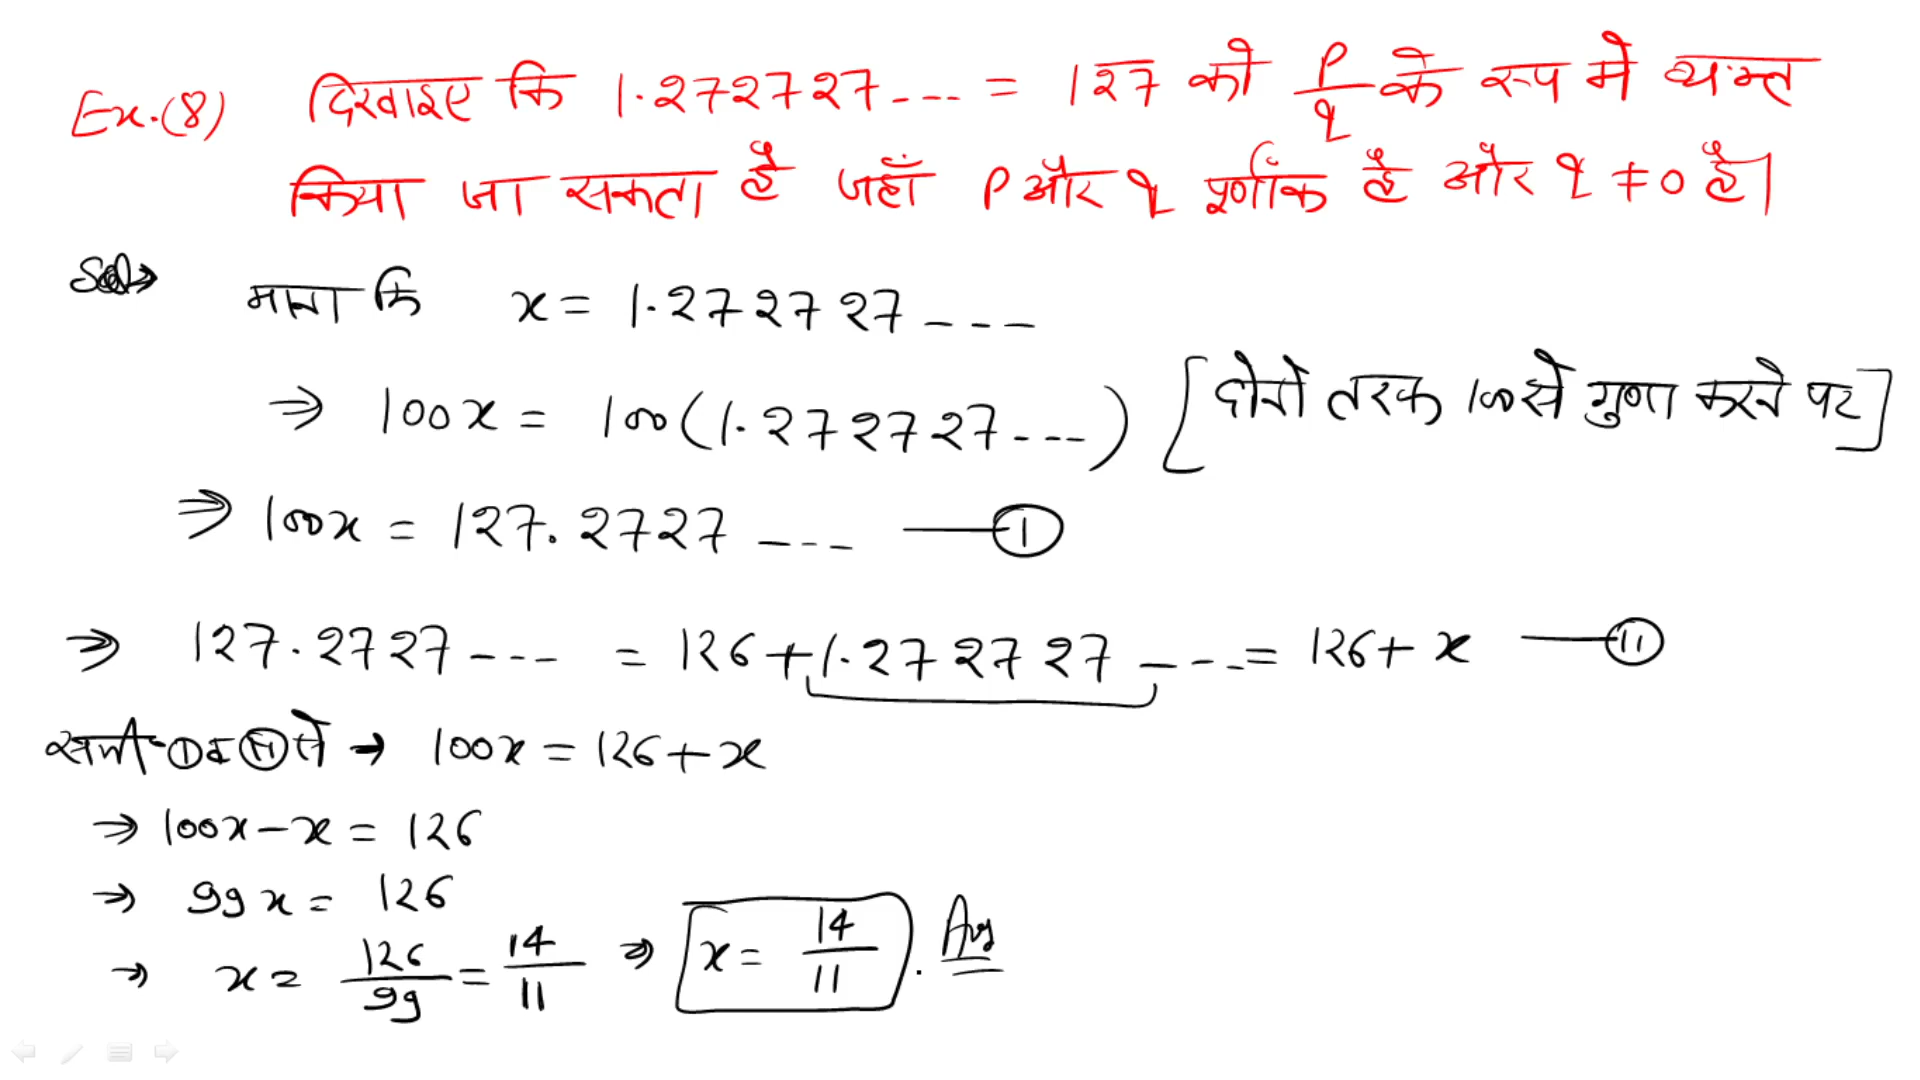 Ex.(8) दिखाइए कि 1.272727--- = 1\overline{27} को p/q के रूप में व्यक्त
किया जा सकता है जहाँ p और q पूर्णांक है और q ≠ 0 है।
Sol→ माना कि x = 1.272727---
⇒ 100x = 100(1.272727---) [दोनो तरफ 100 से गुणा करने पर]
⇒ 100x = 127.2727--- —①
⇒ 127.2727--- = 126+1.272727--- = 126+x —(11)
समी- ① व (11) से → 100x = 126+x
⇒ 100x-x = 126
⇒ 99x = 126
→ x = 126/99 = 14/11 ⇒ x = 14/11 . Ans